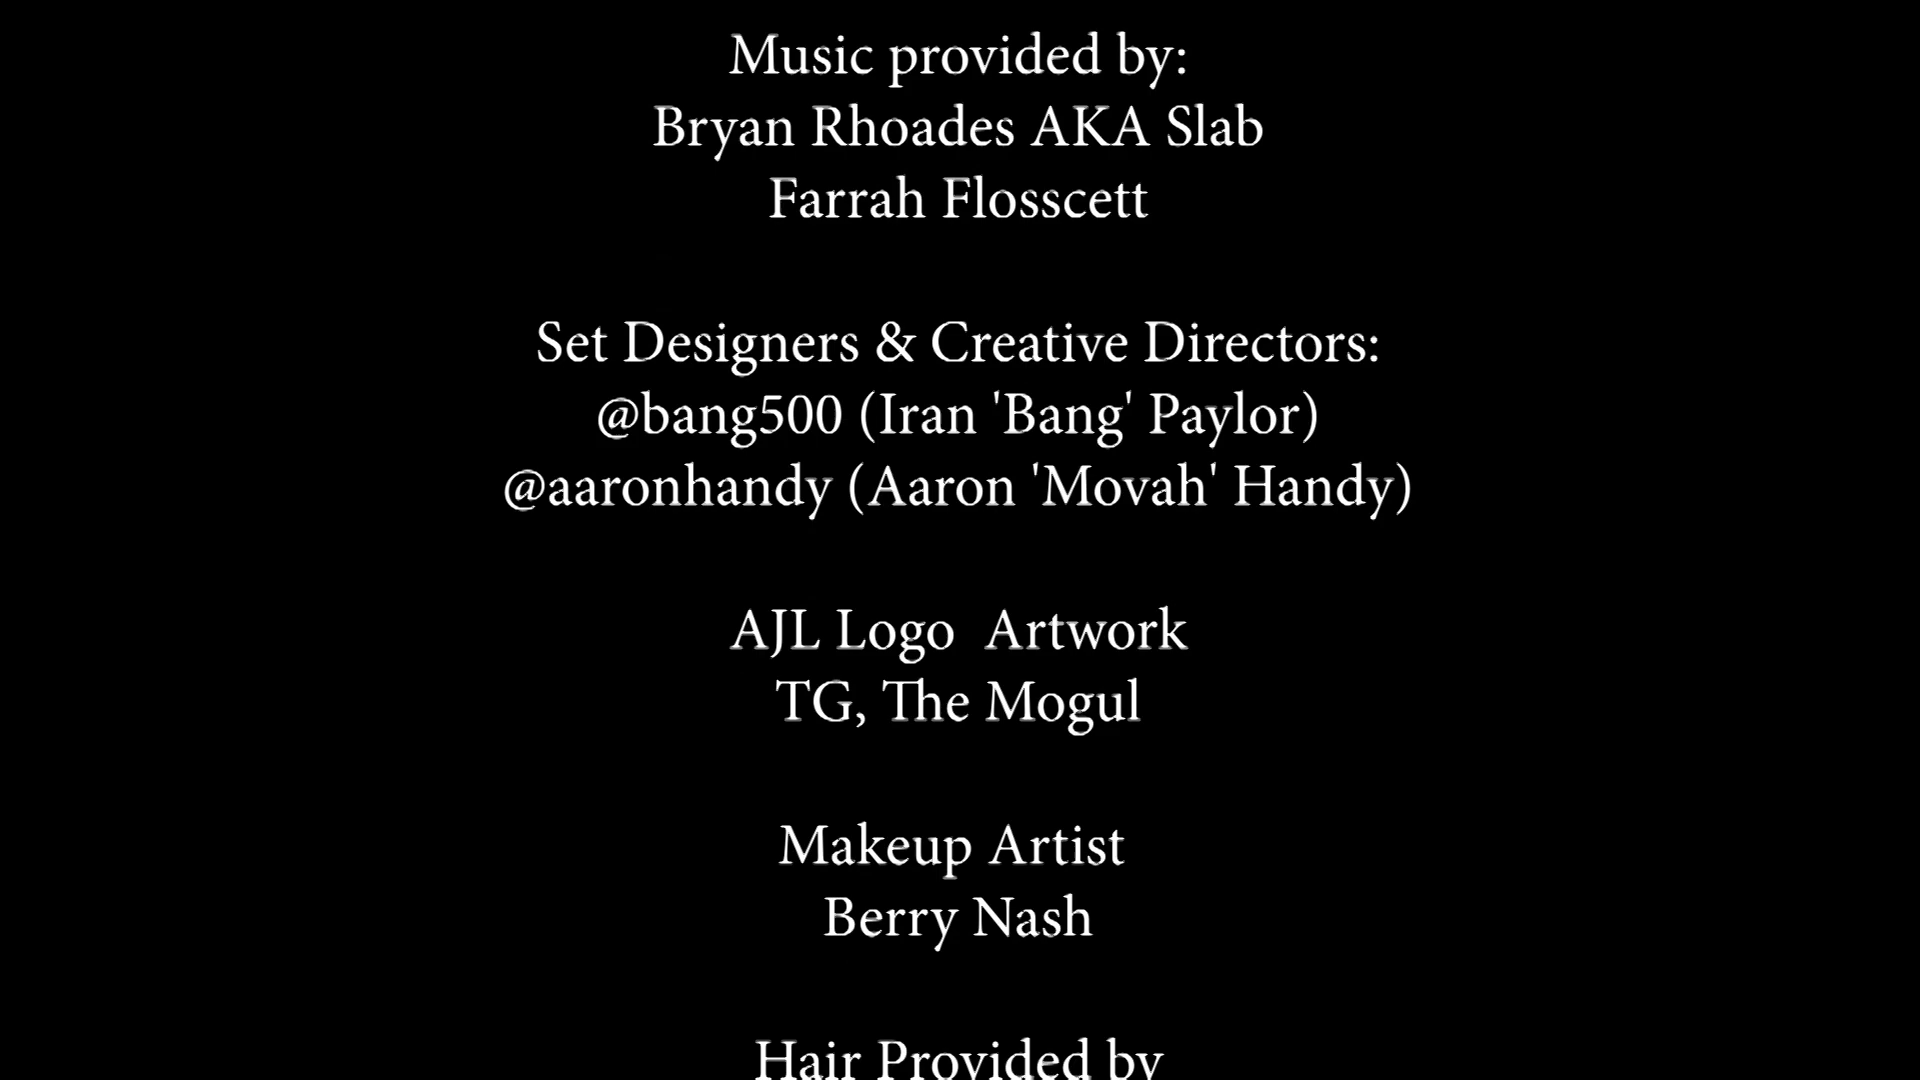 Music provided by:
Bryan Rhoades AKA Slab
Farrah Flosscett
Set Designers & Creative Directors:
@bang500 (Iran 'Bang' Paylor)
@aaronhandy (Aaron 'Movah' Handy)
AJL Logo  Artwork
TG, The Mogul
Makeup Artist
Berry Nash
Hair Provided by